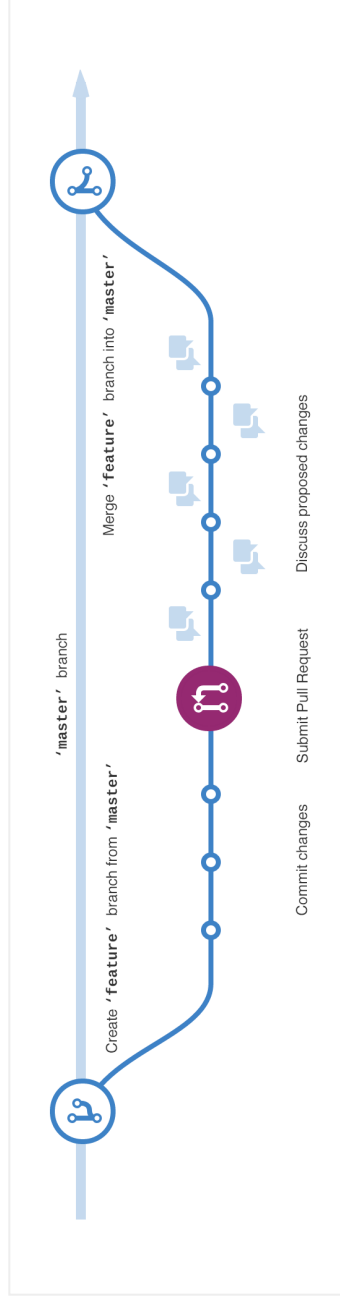 ‘master’ branch
Create ‘feature’ branch from ‘master’
Merge ‘feature’ branch into ‘master’
Commit changes
Submit Pull Request
Discuss proposed changes